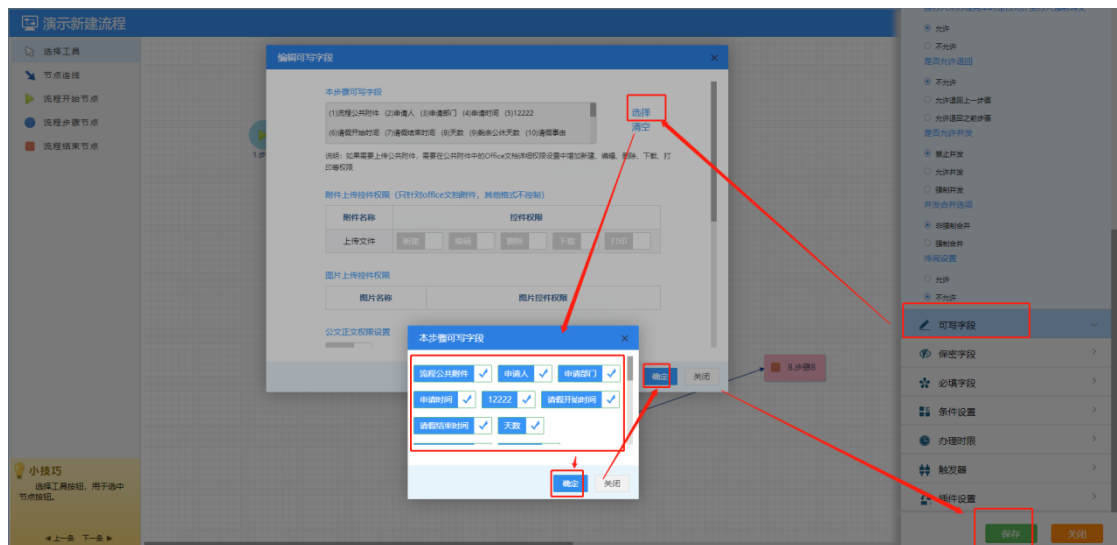 演示新建流程
选择工具
节点连线
流程开始节点
流程步骤节点
流程结束节点
小技巧
选择工具按钮，用于选中
节点按钮。
◀上一条 下一条▶
编辑可写字段 ×
本步骤可写字段
(1)流程公共附件 (2)申请人 (3)申请部门 (4)申请时间 (5)12222
(6)请假开始时间 (7)请假结束时间 (8)天数 (9)剩余公休天数 (10)请假事由
选择
清空
说明：如果需要上传公共附件，需要在公共附件中的Office文档详细权限设置中增加新建、编辑、删除、下载、打
印等权限
附件上传控件权限（只针对office文档附件，其他格式不控制）
附件名称 控件权限
上传文件 新建 编辑 删除 下载 打印
图片上传控件权限
图片名称 图片控件权限
公文正文权限设置
确定 关闭
本步骤可写字段 ×
流程公共附件 申请人 申请部门
申请时间 12222 请假开始时间
请假结束时间 天数
确定 关闭
8.步骤8
允许
不允许
是否允许退回
不允许
允许退回上一步骤
允许退回之前步骤
是否允许并发
禁止并发
允许并发
强制并发
并发合并选项
非强制合并
强制合并
传阅设置
允许
不允许
可写字段
保密字段
必填字段
条件设置
办理时限
触发器
插件设置
保存 关闭